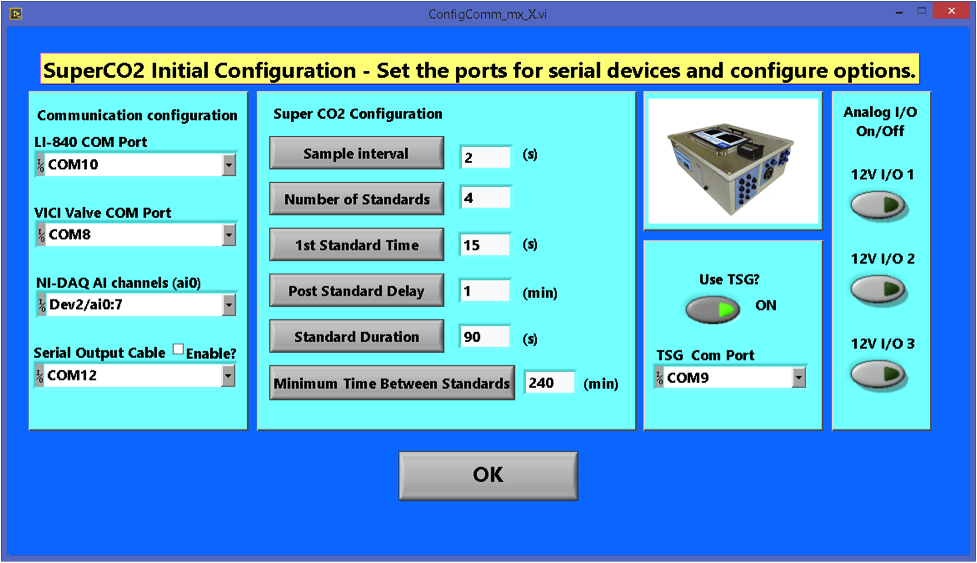 ConfigComm_mx_X.vi
SuperCO2 Initial Configuration - Set the ports for serial devices and configure options.
Communication configuration
LI-840 COM Port
COM10
VICI Valve COM Port
COM8
NI-DAQ AI channels (ai0)
Dev2/ai0:7
Serial Output Cable Enable?
COM12
Super CO2 Configuration
Sample interval 2 (s)
Number of Standards 4
1st Standard Time 15 (s)
Post Standard Delay 1 (min)
Standard Duration 90 (s)
Minimum Time Between Standards 240 (min)
Use TSG?
ON
TSG Com Port
COM9
Analog I/O
On/Off
12V I/O 1
12V I/O 2
12V I/O 3
OK